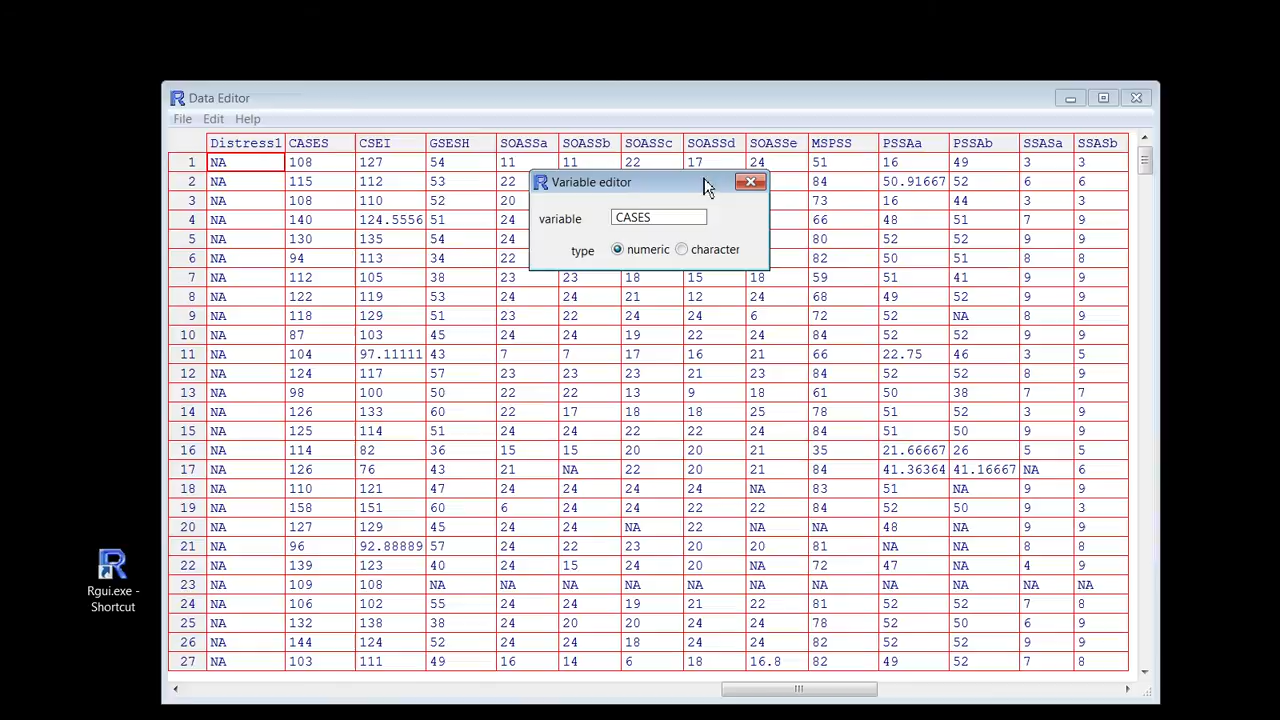 Data Editor
File Edit Help
Distress1 CASES CSEI GSESH SOASSa SOASSb SOASSc SOASSd SOASSe MSPSS PSSAa PSSAb SSASa SSASb
1 NA 108 127 54 11 11 22 17 24 51 16 49 3 3
2 NA 115 112 53 22 84 50.91667 52 6 6
Variable editor
3 NA 108 110 52 20 73 16 44 3 3
4 NA 140 124.5556 51 24 66 48 51 7 9
variable CASES
5 NA 130 135 54 24 80 52 52 9 9
6 NA 94 113 34 22 82 50 51 8 8
type numeric character
7 NA 112 105 38 23 23 18 15 18 59 51 41 9 9
8 NA 122 119 53 24 24 21 12 24 68 49 52 9 9
9 NA 118 129 51 23 22 24 24 6 72 52 NA 8 9
10 NA 87 103 45 24 24 19 22 24 84 52 52 9 9
11 NA 104 97.11111 43 7 7 17 16 21 66 22.75 46 3 5
12 NA 124 117 57 23 23 23 21 23 84 52 52 8 9
13 NA 98 100 50 22 22 13 9 18 61 50 38 7 7
14 NA 126 133 60 22 17 18 18 25 78 51 52 3 9
15 NA 125 114 51 24 24 22 22 24 84 51 50 9 9
16 NA 114 82 36 15 15 20 20 24 35 21.66667 26 5 5
17 NA 126 76 43 21 NA 22 20 21 84 41.36364 41.16667 NA 6
18 NA 110 121 47 24 24 24 24 NA 83 51 NA 9 9
19 NA 158 151 60 6 24 24 22 22 84 52 50 9 3
20 NA 127 129 45 24 24 NA 22 NA NA 48 NA 9 9
21 NA 96 92.88889 57 24 22 23 20 20 81 NA NA 8 8
22 NA 139 123 40 24 15 24 20 NA 72 47 NA 4 9
23 NA 109 108 NA NA NA NA NA NA NA NA NA NA NA
24 NA 106 102 55 24 24 19 21 22 81 52 52 7 8
25 NA 132 138 38 24 20 20 24 24 78 52 50 6 9
26 NA 144 124 52 24 24 18 24 24 82 52 52 9 9
27 NA 103 111 49 16 14 6 18 16.8 82 49 52 7 8
Rgui.exe -
Shortcut